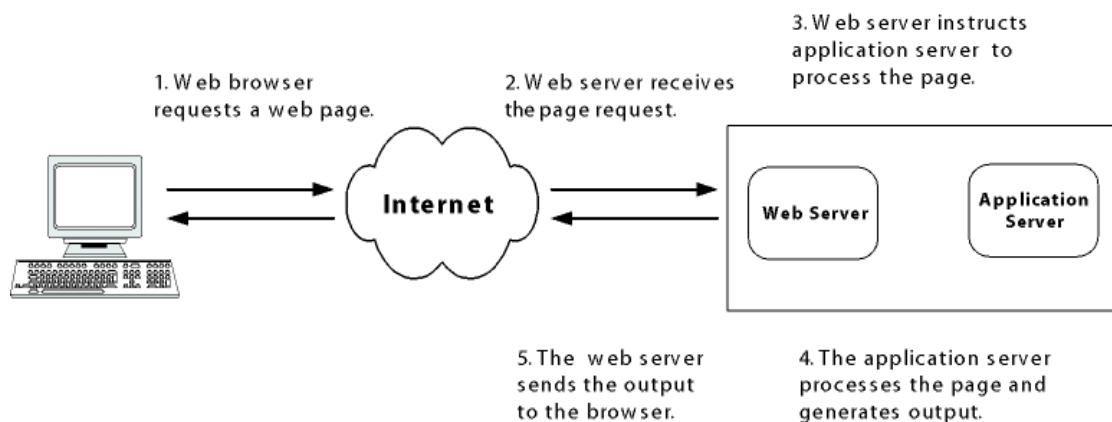 1. Web browser
requests a web page.
2. Web server receives
the page request.
3. Web server instructs
application server to
process the page.
Internet
Web Server
Application
Server
4. The application server
processes the page and
generates output.
5. The web server
sends the output
to the browser.